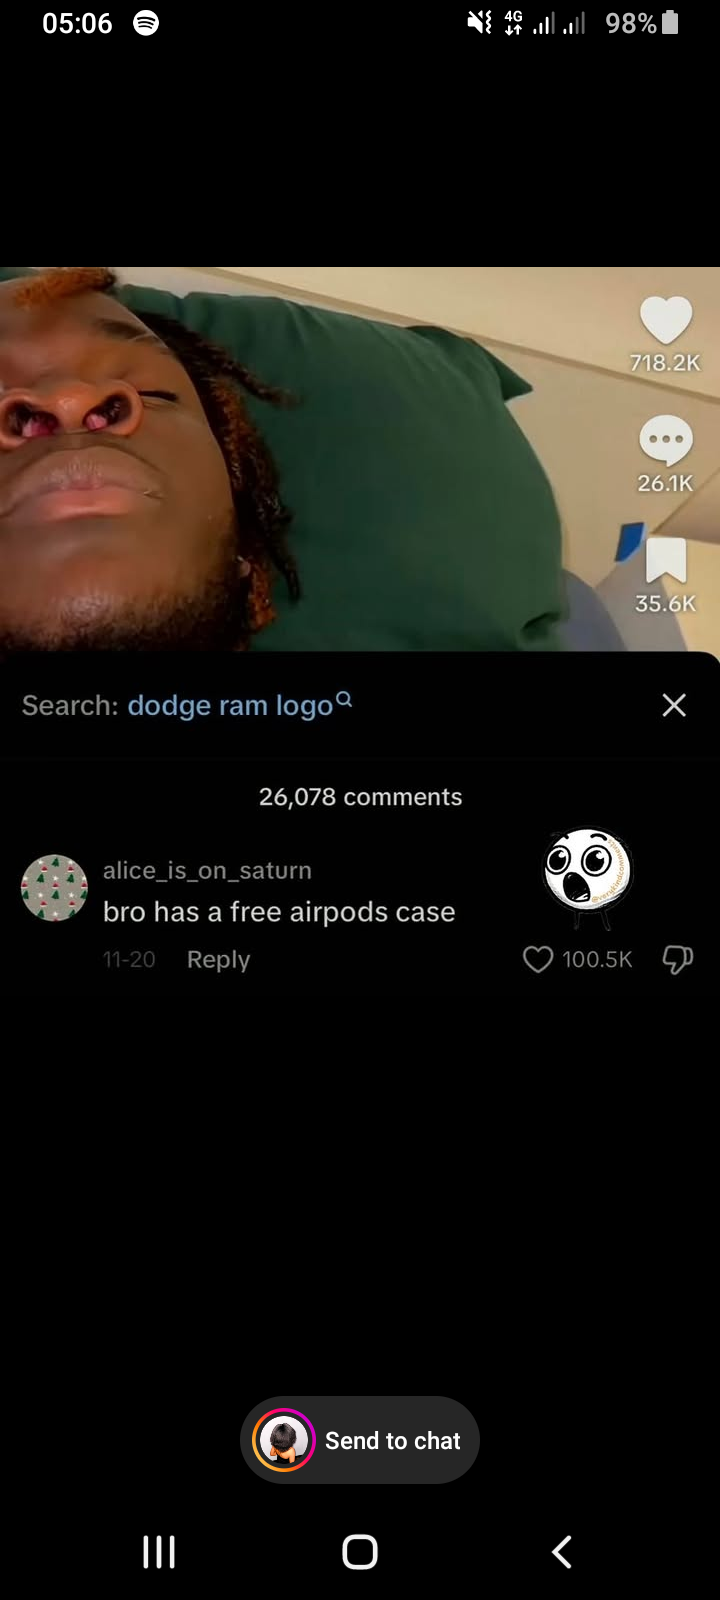 05:06
4G
98%
718.2K
26.1K
35.6K
Search: dodge ram logo
26,078 comments
alice_is_on_saturn
bro has a free airpods case
11-20 Reply
100.5K
Send to chat